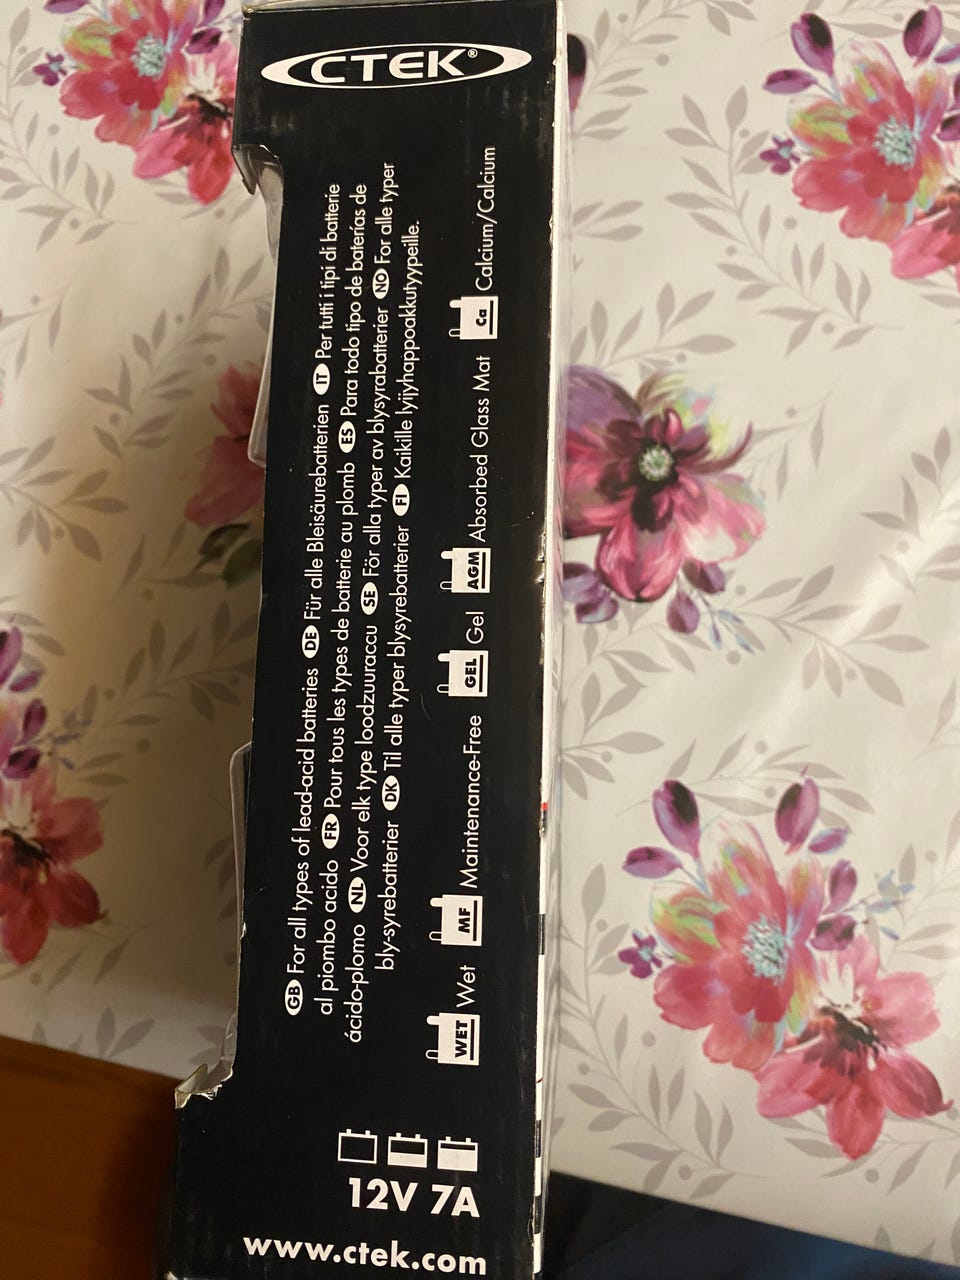 CTEK®
GB For all types of lead-acid batteries DE Für alle Bleisäurebatterien IT Per tutti i tipi di batterie
al piombo acido FR Pour tous les types de batterie au plomb ES Para todo tipo de baterías de
ácido-plomo NL Voor elk type loodzuuraccu SE För alla typer av blysyrabatterier NO For alle typer
bly-syrebatterier DK Til alle typer blysyrebatterier FI Kaikille lyijyhappoakkutyypeille.
WET Wet MF Maintenance-Free GEL Gel AGM Absorbed Glass Mat Ca Calcium/Calcium
12V 7A
www.ctek.com